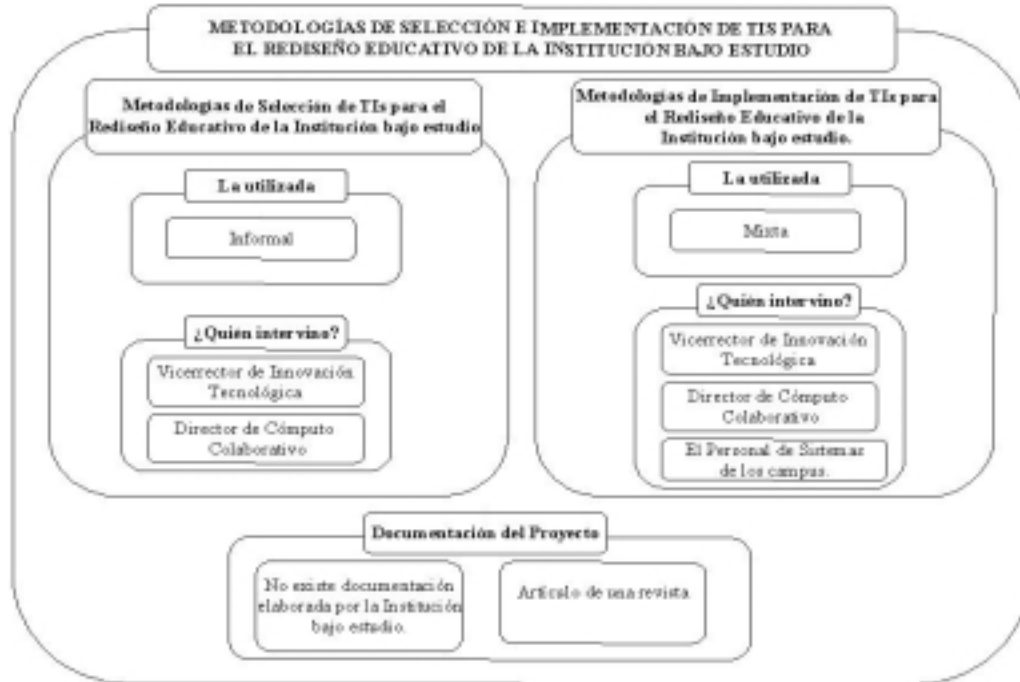 METODOLOGÍAS DE SELECCIÓN E IMPLEMENTACIÓN DE TIS PARA
EL REDISEÑO EDUCATIVO DE LA INSTITUCIÓN BAJO ESTUDIO
Metodologías de Selección de TIs para el
Rediseño Educativo de la Institución bajo estudio
La utilizada
Informal
¿Quién intervino?
Vicerrector de Innovación
Tecnológica
Director de Cómputo
Colaborativo
Metodologías de Implementación de TIs para
el Rediseño Educativo de la
Institución bajo estudio.
La utilizada
Mixta
¿Quién intervino?
Vicerrector de Innovación
Tecnológica
Director de Cómputo
Colaborativo
El Personal de Sistemas
de los campus.
Documentación del Proyecto
No existe documentación
elaborada por la Institución
bajo estudio.
Artículo de una revista